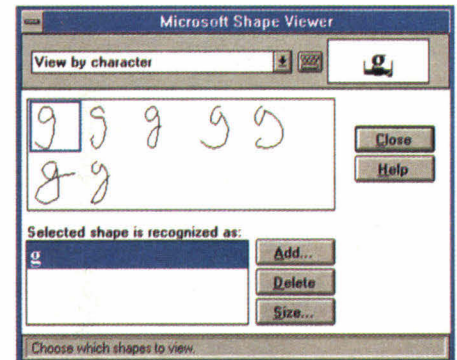 Microsoft Shape Viewer
View by character
g
g g g g g
Close
Help
g g
Selected shape is recognized as:
g
Add...
Delete
Size...
Choose which shapes to view.